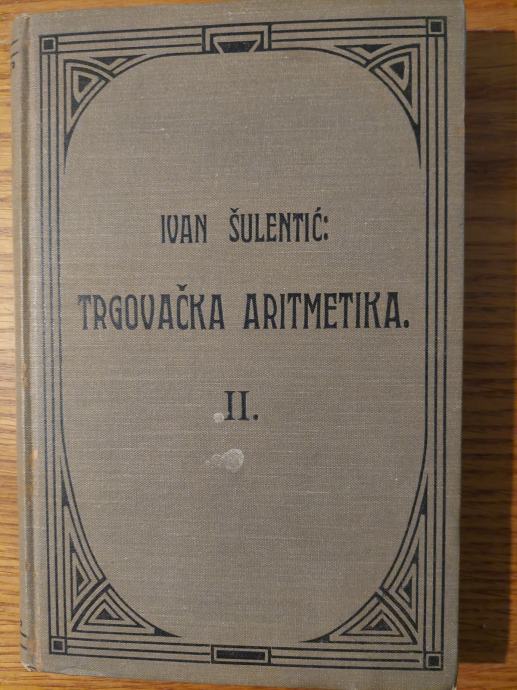 IVAN ŠULENTIĆ:
TRGOVAČKA ARITMETIKA.
II.